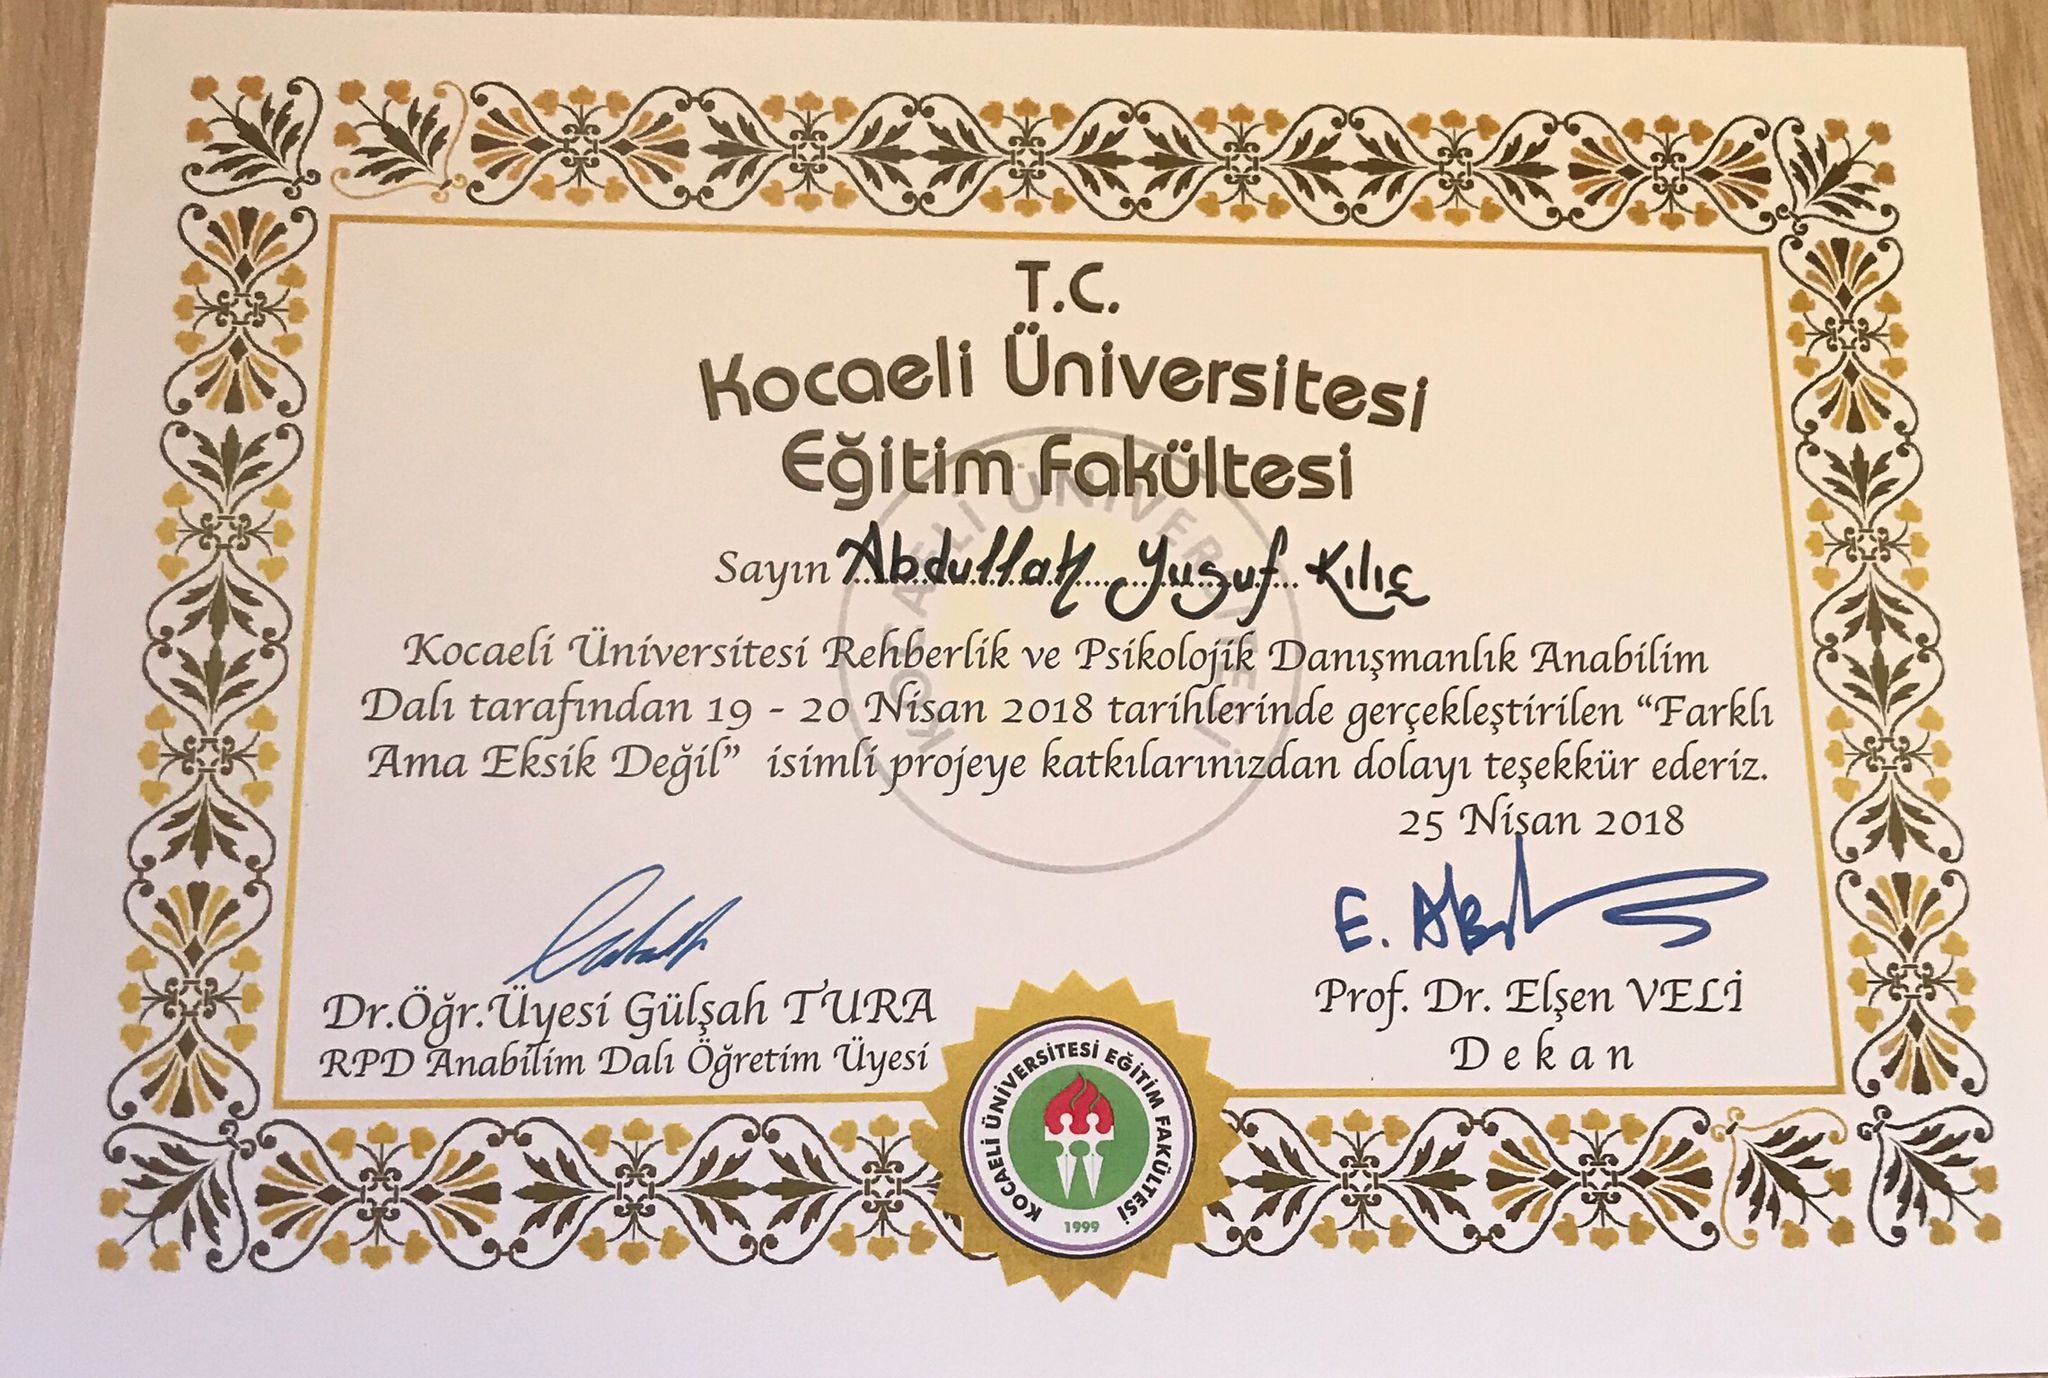 T.C.
Kocaeli Üniversitesi
Eğitim Fakültesi
Sayın Abdullah Yusuf Kılıç
Kocaeli Üniversitesi Rehberlik ve Psikolojik Danışmanlık Anabilim
Dalı tarafından 19 - 20 Nisan 2018 tarihlerinde gerçekleştirilen “Farklı
Ama Eksik Değil” isimli projeye katkılarınızdan dolayı teşekkür ederiz.
25 Nisan 2018
Dr.Öğr.Üyesi Gülşah TURA
RPD Anabilim Dalı Öğretim Üyesi
Prof. Dr. Elşen VELİ
Dekan
KOCAELİ ÜNİVERSİTESİ EĞİTİM FAKÜLTESİ
1999